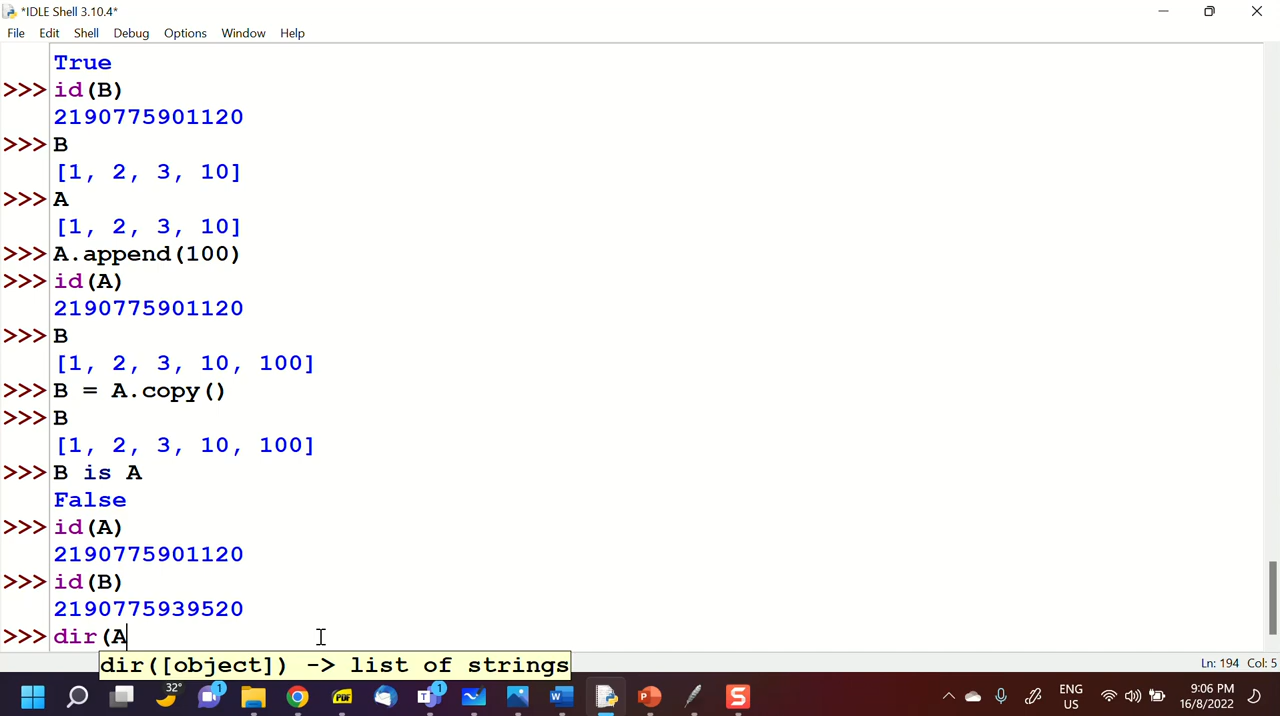 *IDLE Shell 3.10.4*
File Edit Shell Debug Options Window Help
True
>>> id(B)
2190775901120
>>> B
[1, 2, 3, 10]
>>> A
[1, 2, 3, 10]
>>> A.append(100)
>>> id(A)
2190775901120
>>> B
[1, 2, 3, 10, 100]
>>> B = A.copy()
>>> B
[1, 2, 3, 10, 100]
>>> B is A
False
>>> id(A)
2190775901120
>>> id(B)
2190775939520
>>> dir(A
dir([object]) -> list of strings
Ln: 194 Col: 5
32°
1
PDF
1
W
P
S
ENG
US
9:06 PM
16/8/2022